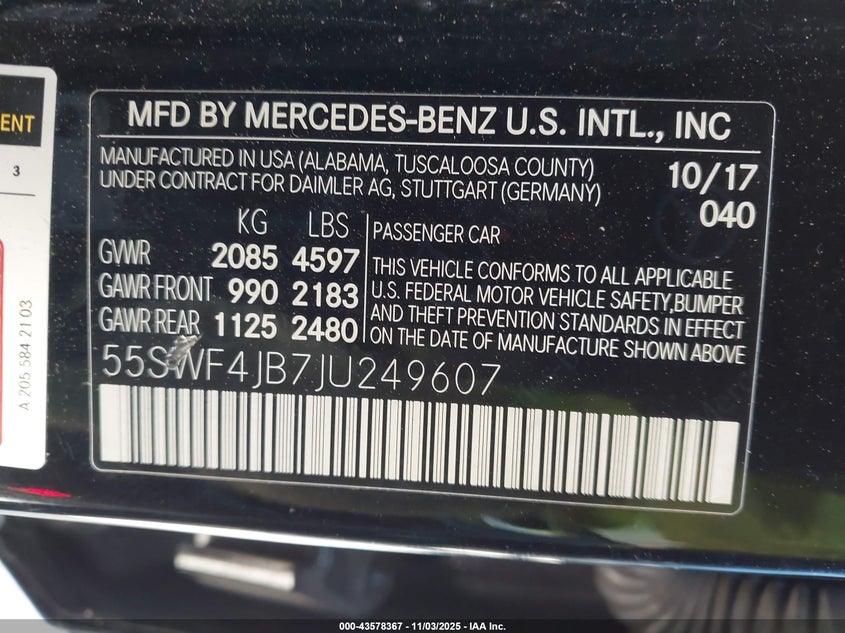 ENT
3
A 205 584 21 03
MFD BY MERCEDES-BENZ U.S. INTL., INC
MANUFACTURED IN USA (ALABAMA, TUSCALOOSA COUNTY)
UNDER CONTRACT FOR DAIMLER AG, STUTTGART (GERMANY)
10/17
040
KG LBS
GVWR 2085 4597
GAWR FRONT 990 2183
GAWR REAR 1125 2480
PASSENGER CAR
THIS VEHICLE CONFORMS TO ALL APPLICABLE
U.S. FEDERAL MOTOR VEHICLE SAFETY,BUMPER
AND THEFT PREVENTION STANDARDS IN EFFECT
ON THE DATE OF MANUFACTURE SHOWN ABOVE
55SWF4JB7JU249607
000-43578367 - 11/03/2025 - IAA Inc.